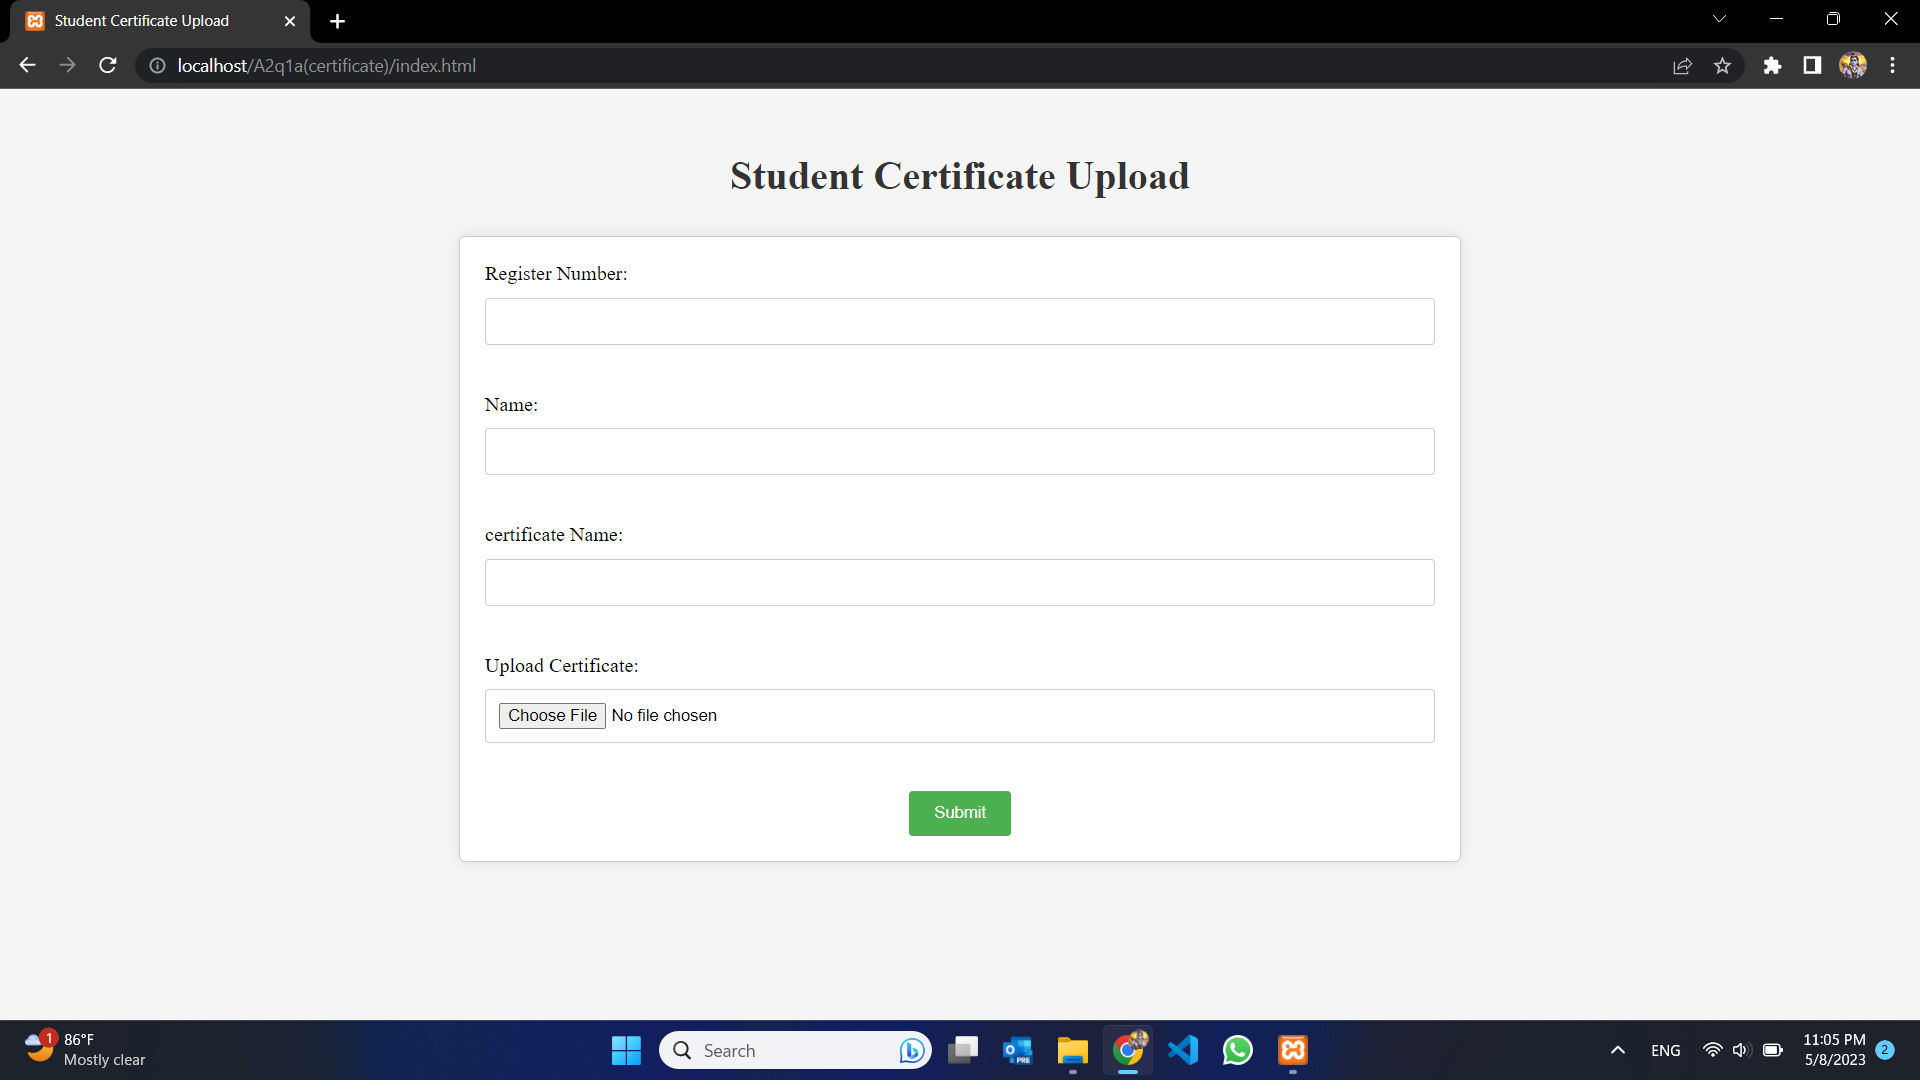 Student Certificate Upload
localhost/A2q1a(certificate)/index.html
Student Certificate Upload
Register Number:
Name:
certificate Name:
Upload Certificate:
Choose File No file chosen
Submit
1
86°F
Mostly clear
Search
PRE
ENG
11:05 PM
5/8/2023
2